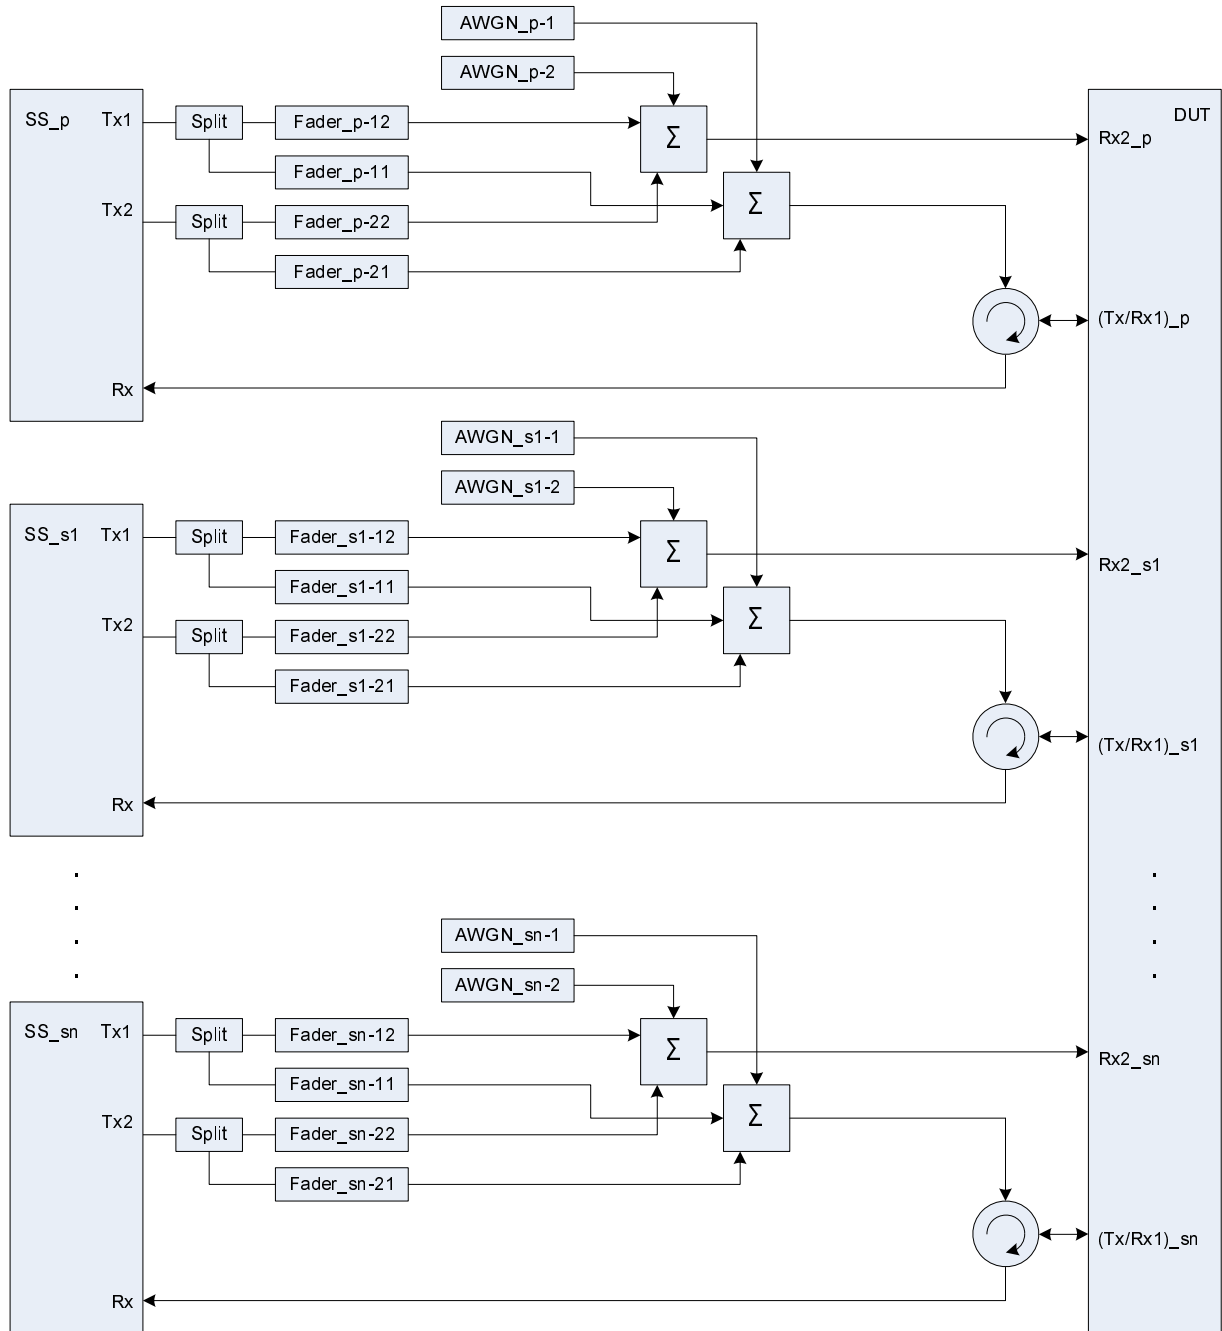 AWGN_p-1
AWGN_p-2
SS_p Tx1 Split Fader_p-12 Σ Rx2_p DUT
Fader_p-11
Tx2 Split Fader_p-22 Σ
Fader_p-21
(Tx/Rx1)_p
Rx
AWGN_s1-1
AWGN_s1-2
SS_s1 Tx1 Split Fader_s1-12 Σ Rx2_s1
Fader_s1-11
Tx2 Split Fader_s1-22 Σ
Fader_s1-21
(Tx/Rx1)_s1
Rx
AWGN_sn-1
AWGN_sn-2
SS_sn Tx1 Split Fader_sn-12 Σ Rx2_sn
Fader_sn-11
Tx2 Split Fader_sn-22 Σ
Fader_sn-21
(Tx/Rx1)_sn
Rx